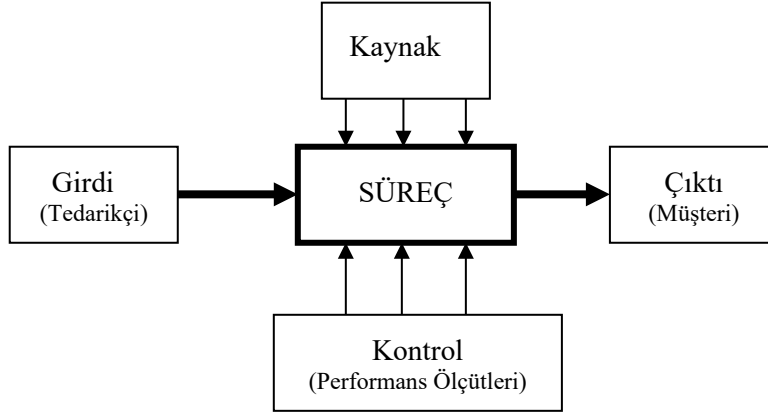 Kaynak
Girdi
(Tedarikçi)
SÜREÇ
Çıktı
(Müşteri)
Kontrol
(Performans Ölçütleri)